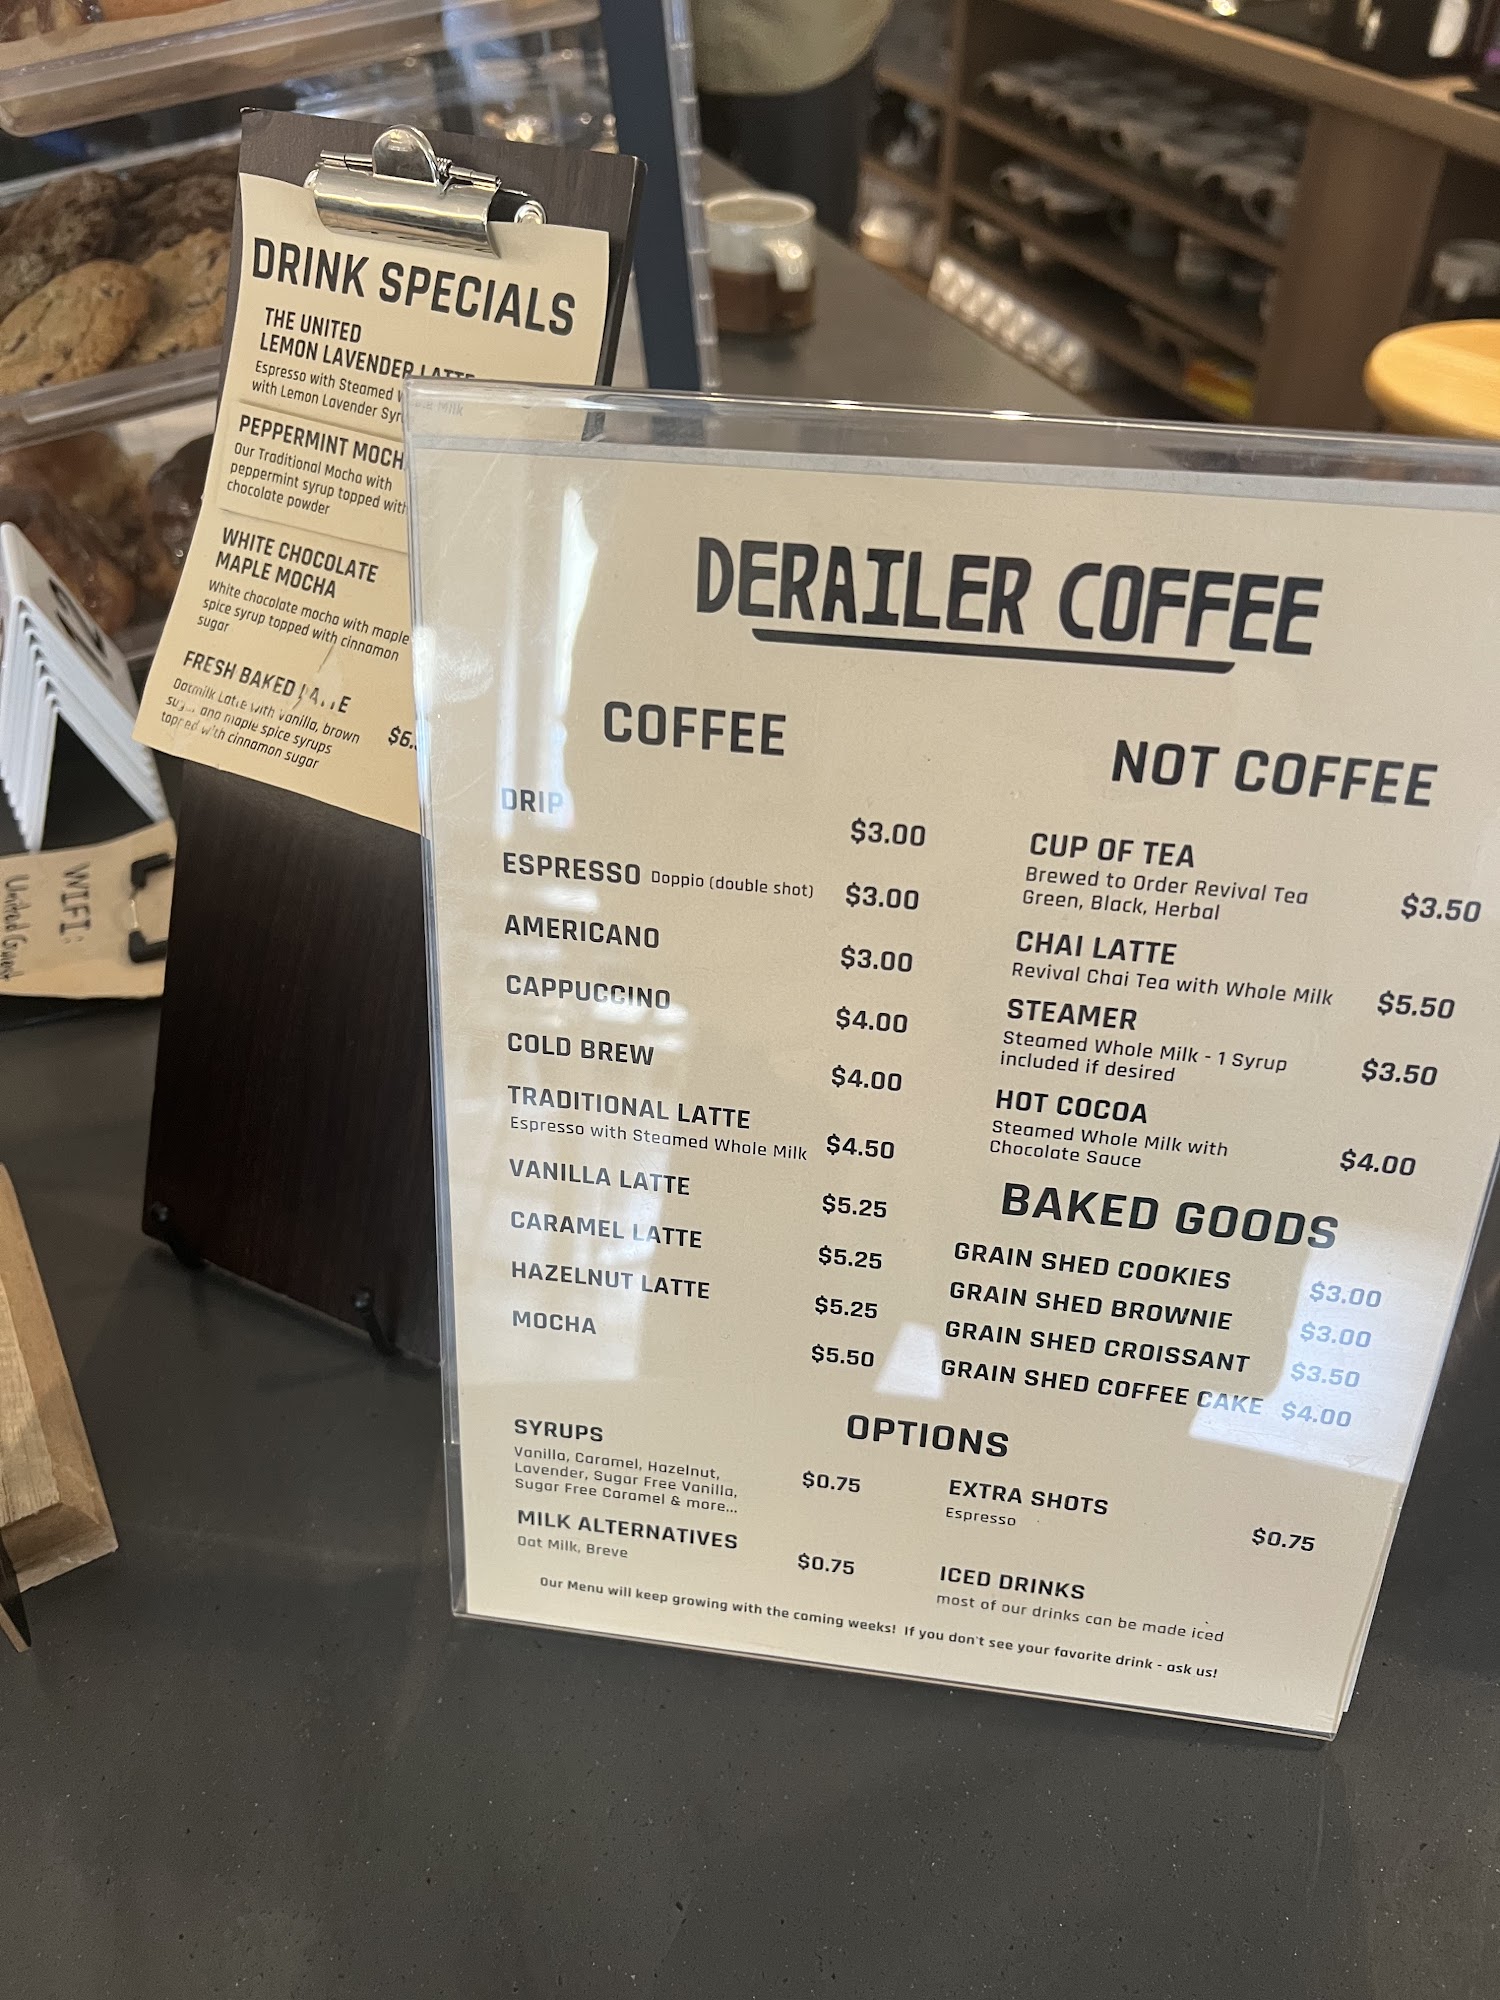 DRINK SPECIALS
THE UNITED
LEMON LAVENDER LATTE
Espresso with Steamed Whole Milk
with Lemon Lavender
PEPPERMINT
Our Traditional Mocha with
peppermint syrup topped with
chocolate powder
WHITE CHOCOLATE
MAPLE MOCHA
White chocolate mocha with maple
spice syrup topped with cinnamon
sugar
FRESH BAKED LATTE
Oatmilk Latte with vanilla, brown
sugar and maple spice syrups
topped with cinnamon sugar
WIFI:
United Guest
DERAILER COFFEE
COFFEE
DRIP $3.00
ESPRESSO Doppio (double shot) $3.00
AMERICANO $3.00
CAPPUCCINO $4.00
COLD BREW $4.00
TRADITIONAL LATTE
Espresso with Steamed Whole Milk $4.50
VANILLA LATTE $5.25
CARAMEL LATTE $5.25
HAZELNUT LATTE $5.25
MOCHA $5.50
NOT COFFEE
CUP OF TEA
Brewed to Order Revival Tea
Green, Black, Herbal $3.50
CHAI LATTE
Revival Chai Tea with Whole Milk $5.50
STEAMER
Steamed Whole Milk - 1 Syrup
included if desired $3.50
HOT COCOA
Steamed Whole Milk with
Chocolate Sauce $4.00
BAKED GOODS
GRAIN SHED COOKIES $3.00
GRAIN SHED BROWNIE $3.00
GRAIN SHED CROISSANT $3.50
GRAIN SHED COFFEE CAKE $4.00
OPTIONS
SYRUPS
Vanilla, Caramel, Hazelnut,
Lavender, Sugar Free Vanilla,
Sugar Free Caramel & more... $0.75
MILK ALTERNATIVES
Oat Milk, Breve $0.75
EXTRA SHOTS
Espresso $0.75
ICED DRINKS
most of our drinks can be made iced
Our Menu will keep growing with the coming weeks! If you don't see your favorite drink - ask us!